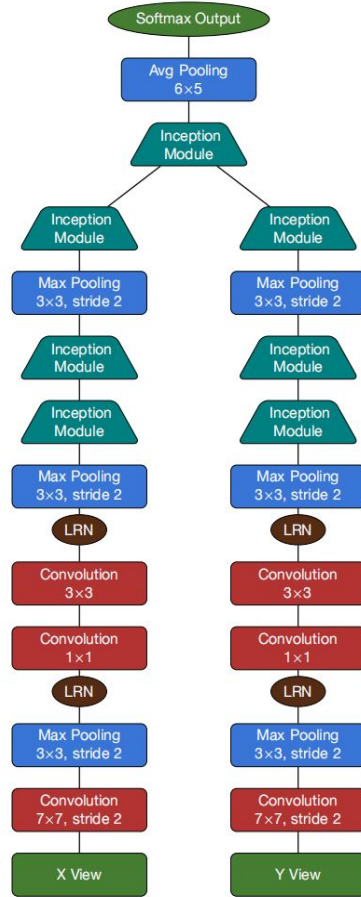 Softmax Output
Avg Pooling
6×5
Inception
Module
Inception
Module
Inception
Module
Max Pooling
3×3, stride 2
Max Pooling
3×3, stride 2
Inception
Module
Inception
Module
Inception
Module
Inception
Module
Max Pooling
3×3, stride 2
Max Pooling
3×3, stride 2
LRN
LRN
Convolution
3×3
Convolution
3×3
Convolution
1×1
Convolution
1×1
LRN
LRN
Max Pooling
3×3, stride 2
Max Pooling
3×3, stride 2
Convolution
7×7, stride 2
Convolution
7×7, stride 2
X View
Y View